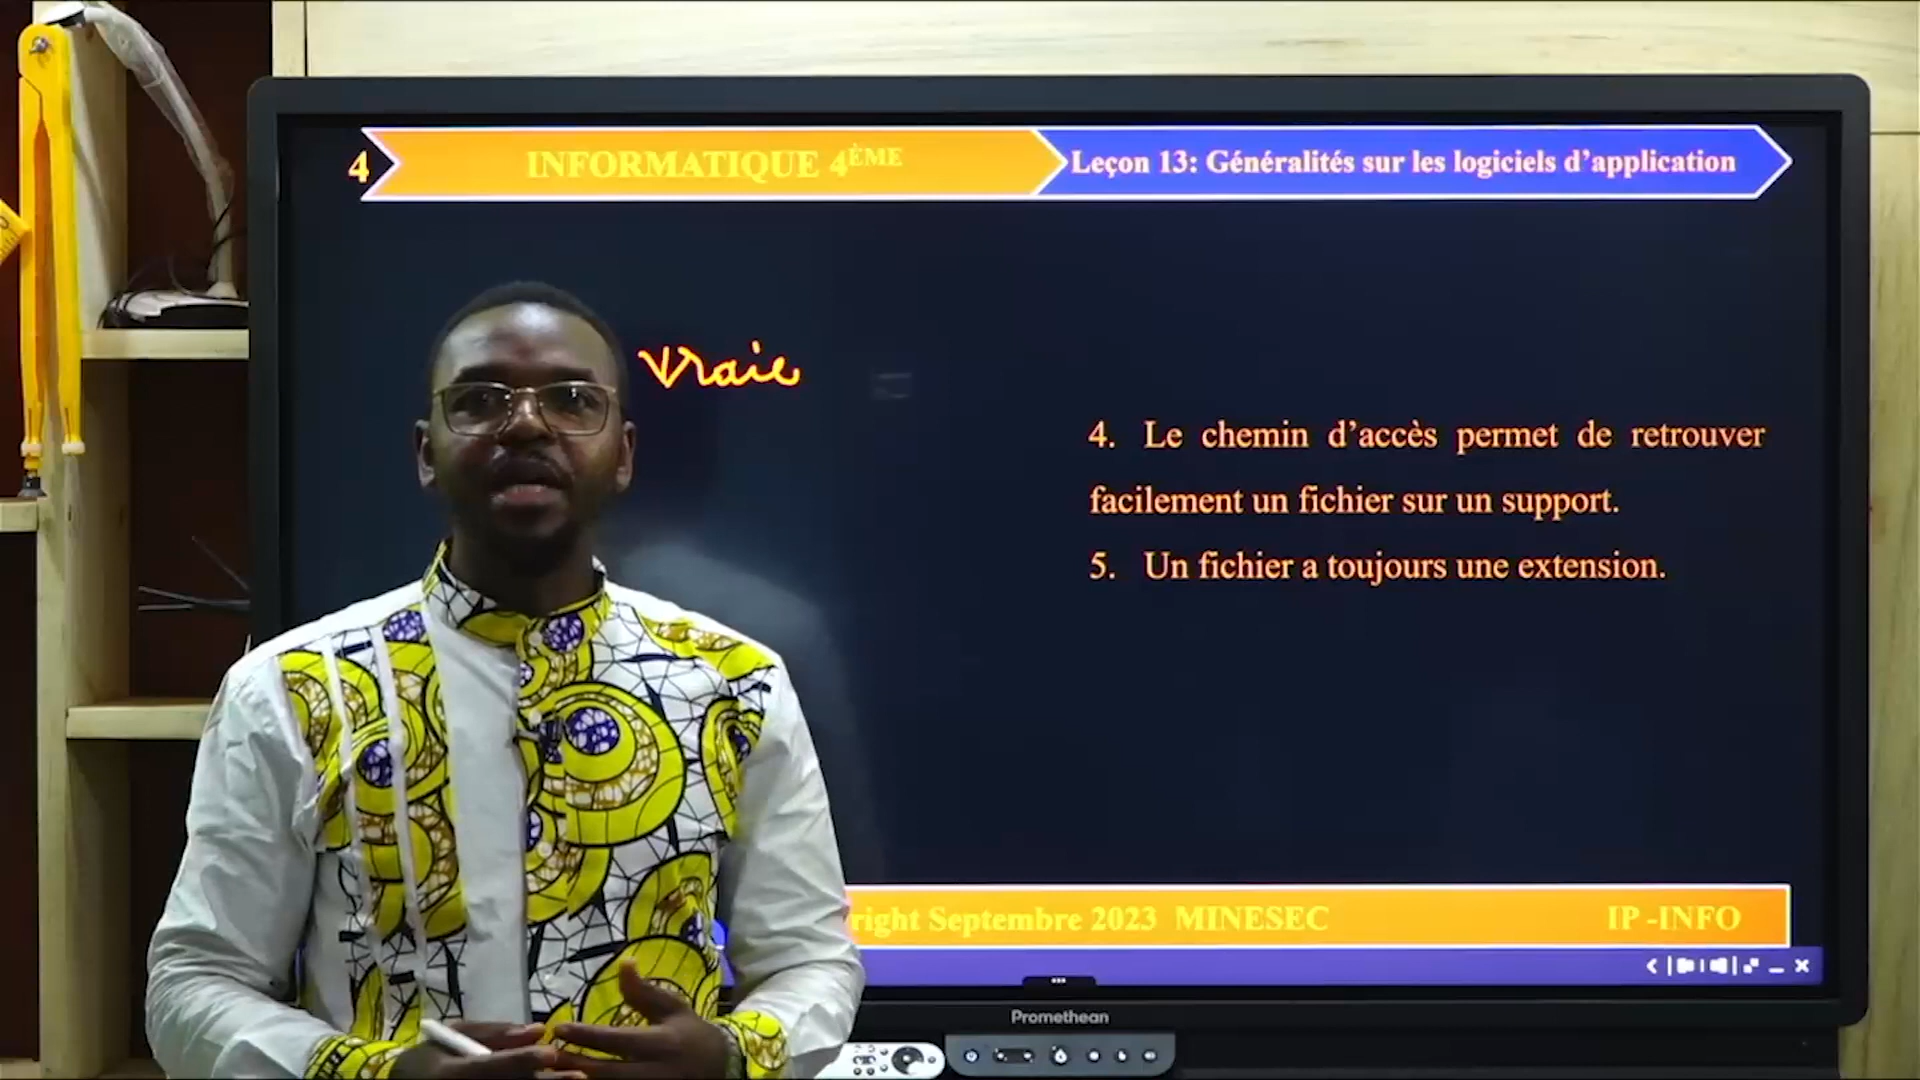 4
INFORMATIQUE 4ÈME
Leçon 13: Généralités sur les logiciels d'application
Vraie
4. Le chemin d'accès permet de retrouver
facilement un fichier sur un support.
5. Un fichier a toujours une extension.
right Septembre 2023 MINESEC
IP -INFO
Promethean